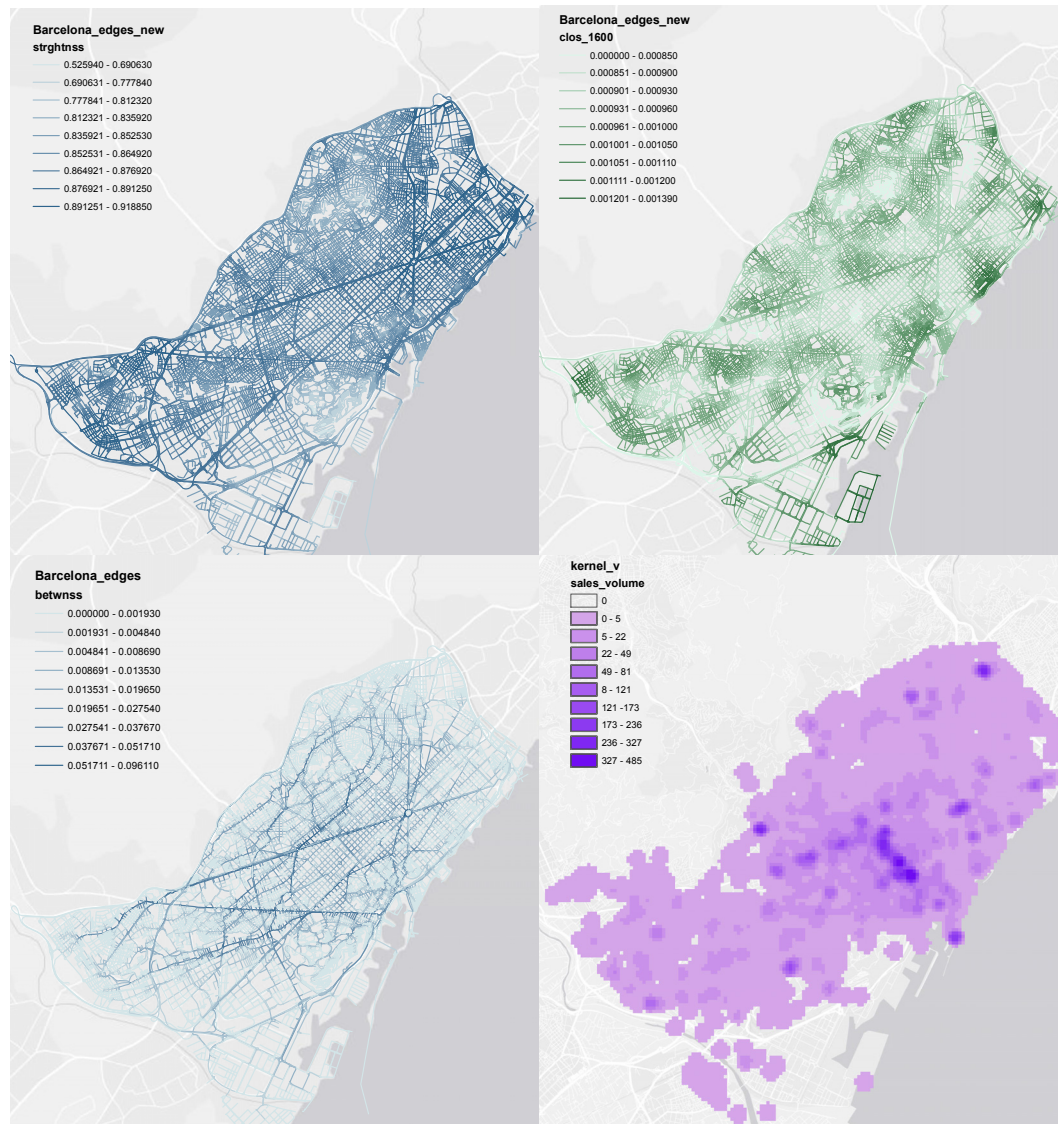 Barcelona_edges_new
strghtnss
0.525940 - 0.690630
0.690631 - 0.777840
0.777841 - 0.812320
0.812321 - 0.835920
0.835921 - 0.852530
0.852531 - 0.864920
0.864921 - 0.876920
0.876921 - 0.891250
0.891251 - 0.918850
Barcelona_edges_new
clos_1600
0.000000 - 0.000850
0.000851 - 0.000900
0.000901 - 0.000930
0.000931 - 0.000960
0.000961 - 0.001000
0.001001 - 0.001050
0.001051 - 0.001110
0.001111 - 0.001200
0.001201 - 0.001390
Barcelona_edges
betwnss
0.000000 - 0.001930
0.001931 - 0.004840
0.004841 - 0.008690
0.008691 - 0.013530
0.013531 - 0.019650
0.019651 - 0.027540
0.027541 - 0.037670
0.037671 - 0.051710
0.051711 - 0.096110
kernel_v
sales_volume
0
0 - 5
5 - 22
22 - 49
49 - 81
8 - 121
121 -173
173 - 236
236 - 327
327 - 485